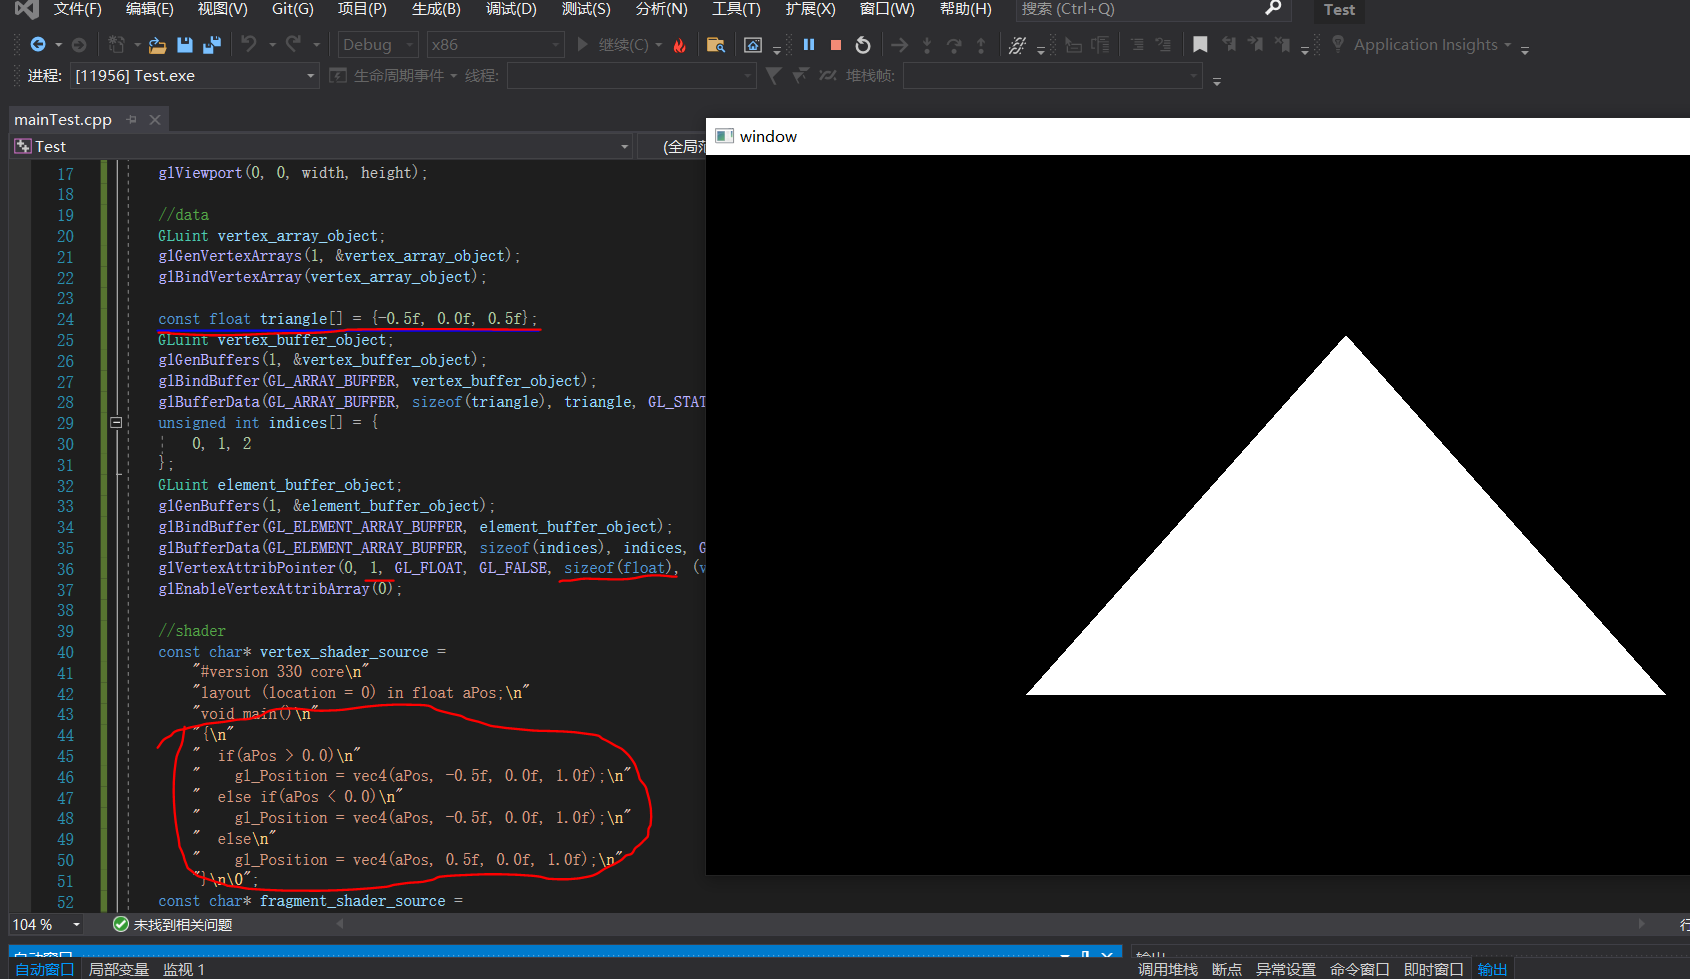 文件(F) 编辑(E) 视图(V) Git(G) 项目(P) 生成(B) 调试(D) 测试(S) 分析(N) 工具(T) 扩展(X) 窗口(W) 帮助(H) 搜索 (Ctrl+Q) Test
Debug x86 继续(C) Application Insights
进程: [11956] Test.exe 生命周期事件 线程: 堆栈帧:
mainTest.cpp
Test (全局范
window
17 glViewport(0, 0, width, height);
18
19 //data
20 GLuint vertex_array_object;
21 glGenVertexArrays(1, &vertex_array_object);
22 glBindVertexArray(vertex_array_object);
23
24 const float triangle[] = {-0.5f, 0.0f, 0.5f};
25 GLuint vertex_buffer_object;
26 glGenBuffers(1, &vertex_buffer_object);
27 glBindBuffer(GL_ARRAY_BUFFER, vertex_buffer_object);
28 glBufferData(GL_ARRAY_BUFFER, sizeof(triangle), triangle, GL_STAT
29 unsigned int indices[] = {
30 0, 1, 2
31 };
32 GLuint element_buffer_object;
33 glGenBuffers(1, &element_buffer_object);
34 glBindBuffer(GL_ELEMENT_ARRAY_BUFFER, element_buffer_object);
35 glBufferData(GL_ELEMENT_ARRAY_BUFFER, sizeof(indices), indices, G
36 glVertexAttribPointer(0, 1, GL_FLOAT, GL_FALSE, sizeof(float), (v
37 glEnableVertexAttribArray(0);
38
39 //shader
40 const char* vertex_shader_source =
41 "#version 330 core\n"
42 "layout (location = 0) in float aPos;\n"
43 "void main()\n"
44 "{\n"
45 " if(aPos > 0.0)\n"
46 " gl_Position = vec4(aPos, -0.5f, 0.0f, 1.0f);\n"
47 " else if(aPos < 0.0)\n"
48 " gl_Position = vec4(aPos, -0.5f, 0.0f, 1.0f);\n"
49 " else\n"
50 " gl_Position = vec4(aPos, 0.5f, 0.0f, 1.0f);\n"
51 "}\n\0";
52 const char* fragment_shader_source =
104 % 未找到相关问题 行
自动窗口 输出
自动窗口 局部变量 监视 1 调用堆栈 断点 异常设置 命令窗口 即时窗口 输出